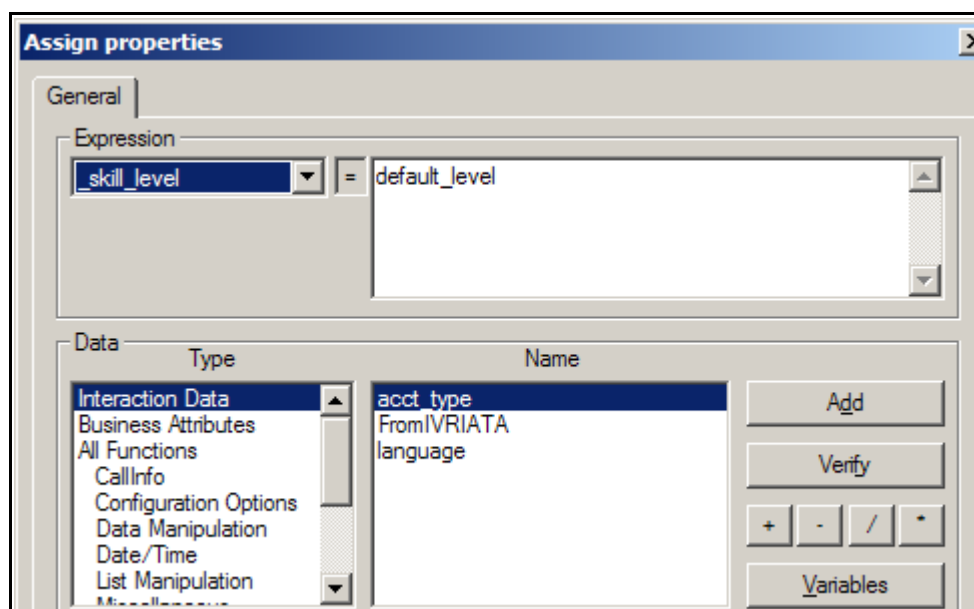 Assign properties
General
Expression
_skill_level = default_level
Data
Type Name
Interaction Data
Business Attributes
All Functions
CallInfo
Configuration Options
Data Manipulation
Date/Time
List Manipulation
Miscellaneous
acct_type
FromIVRIATA
language
Add
Verify
+ - / *
Variables